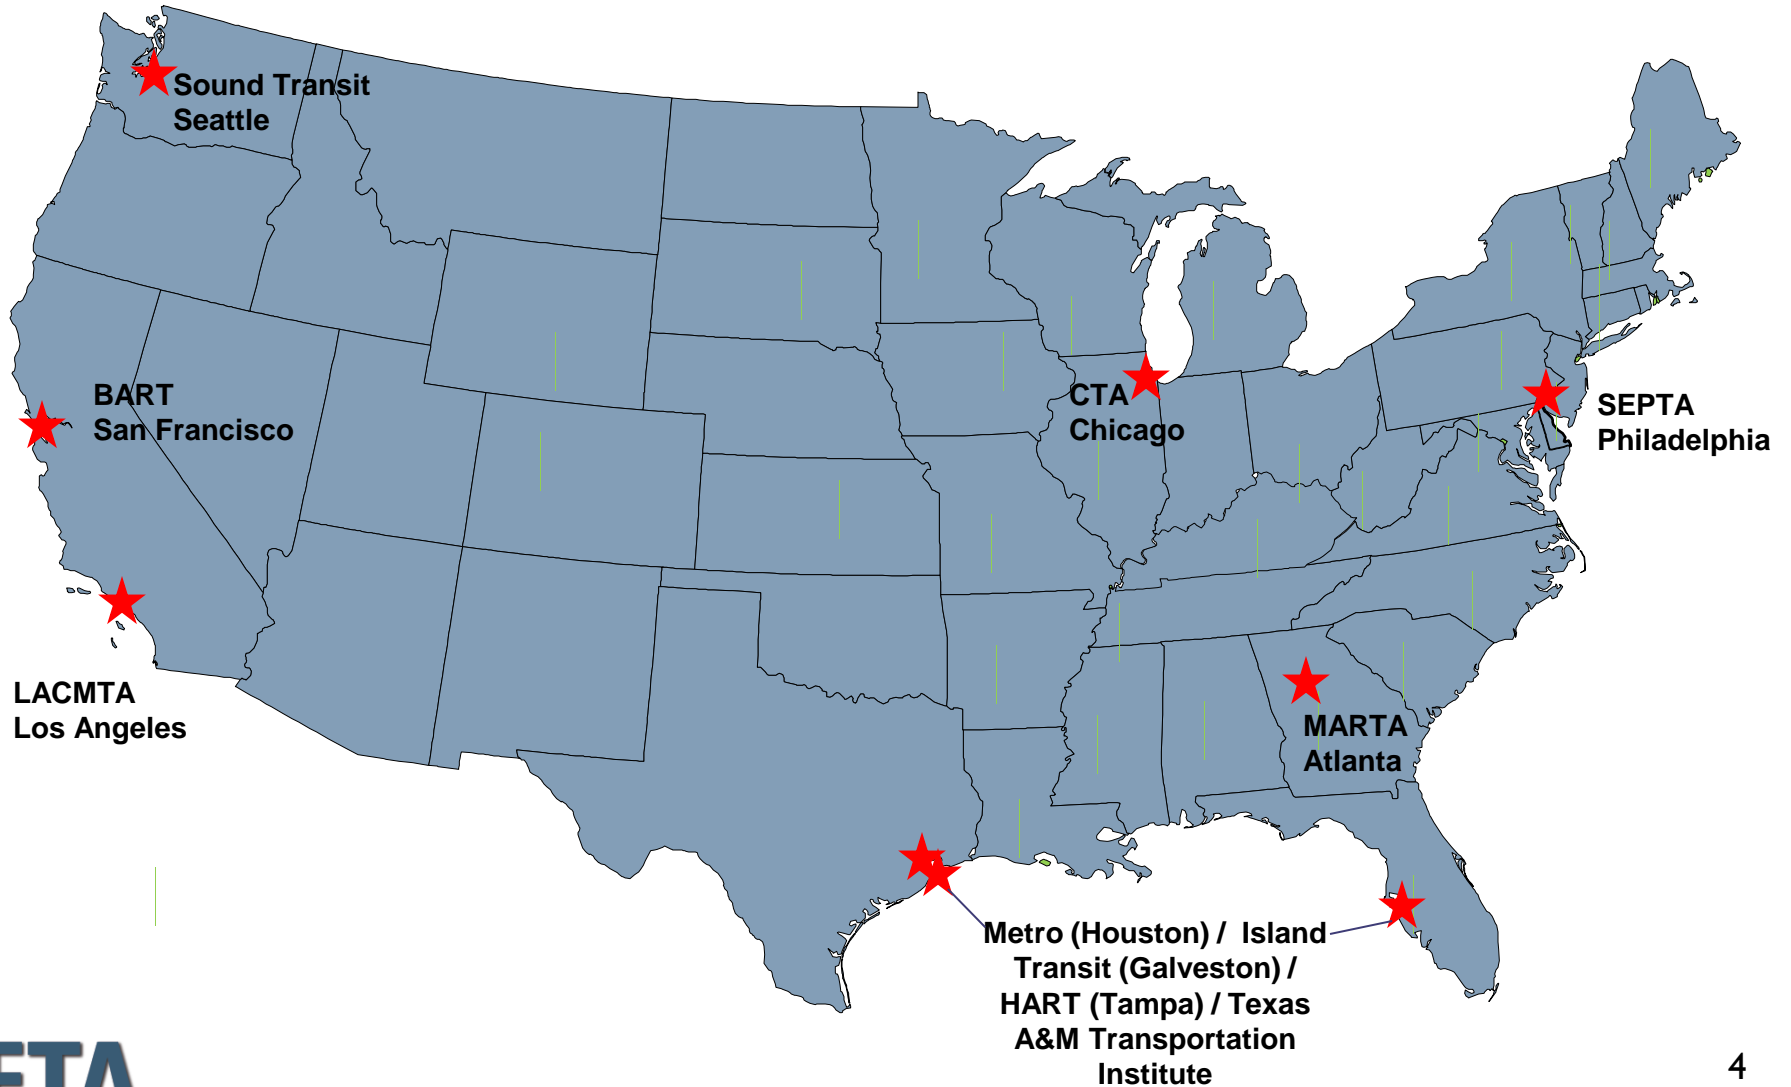 Sound Transit
Seattle
BART
San Francisco
CTA
Chicago
SEPTA
Philadelphia
LACMTA
Los Angeles
MARTA
Atlanta
Metro (Houston) / Island
Transit (Galveston) /
HART (Tampa) / Texas
A&M Transportation
Institute
FTA
4